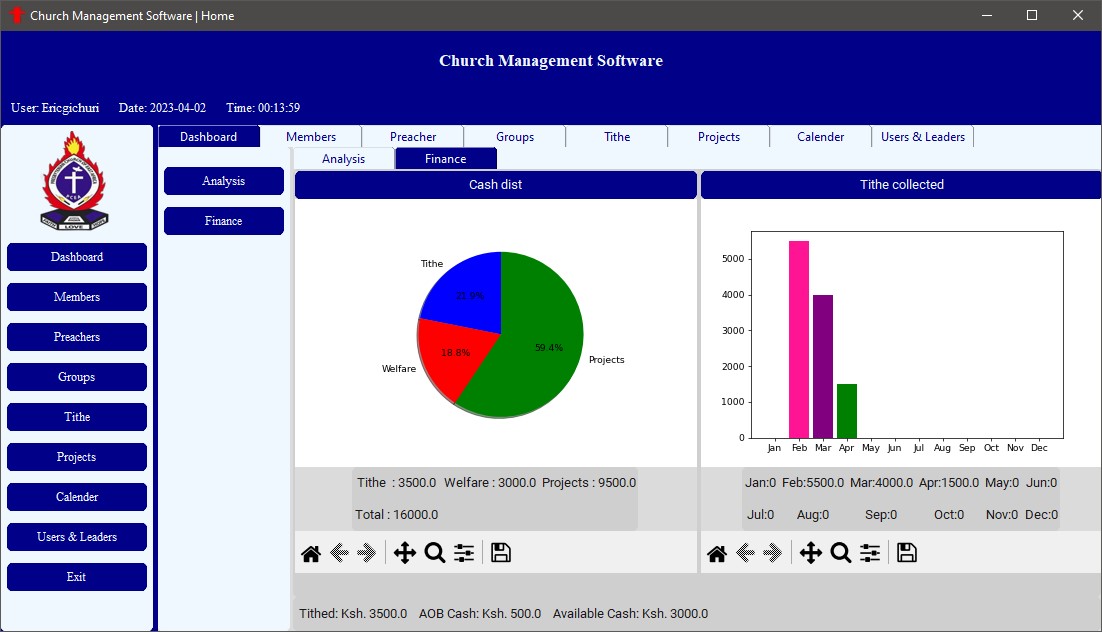 Church Management Software | Home
Church Management Software
User: Ericgichuri Date: 2023-04-02 Time: 00:13:59
Dashboard Members Preacher Groups Tithe Projects Calender Users & Leaders
Analysis Finance
LOVE
Dashboard
Members
Preachers
Groups
Tithe
Projects
Calender
Users & Leaders
Exit
Analysis
Finance
Cash dist
Tithe
21.9%
18.8%
Welfare
59.4%
Projects
Tithe : 3500.0 Welfare : 3000.0 Projects : 9500.0
Total : 16000.0
Tithe collected
5000
4000
3000
2000
1000
0
Jan Feb Mar Apr May Jun Jul Aug Sep Oct Nov Dec
Jan:0 Feb:5500.0 Mar:4000.0 Apr:1500.0 May:0 Jun:0
Jul:0 Aug:0 Sep:0 Oct:0 Nov:0 Dec:0
Tithed: Ksh. 3500.0 AOB Cash: Ksh. 500.0 Available Cash: Ksh. 3000.0